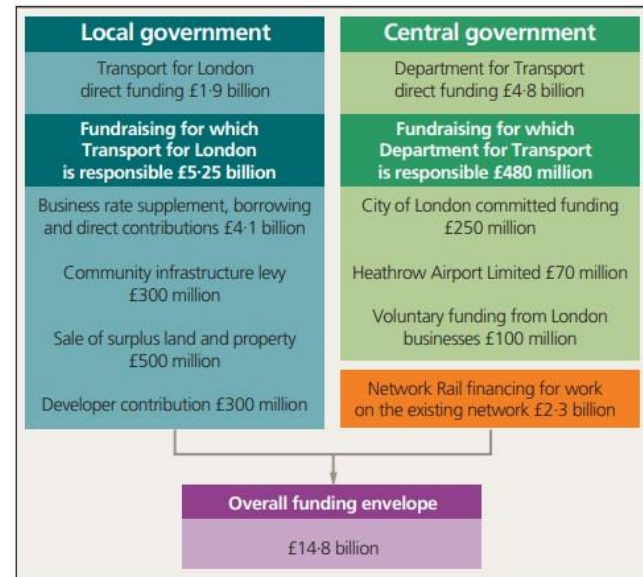 Local government
Transport for London
direct funding £1·9 billion
Fundraising for which
Transport for London
is responsible £5·25 billion
Business rate supplement, borrowing
and direct contributions £4·1 billion
Community infrastructure levy
£300 million
Sale of surplus land and property
£500 million
Developer contribution £300 million
Central government
Department for Transport
direct funding £4·8 billion
Fundraising for which
Department for Transport
is responsible £480 million
City of London committed funding
£250 million
Heathrow Airport Limited £70 million
Voluntary funding from London
businesses £100 million
Network Rail financing for work
on the existing network £2·3 billion
Overall funding envelope
£14·8 billion